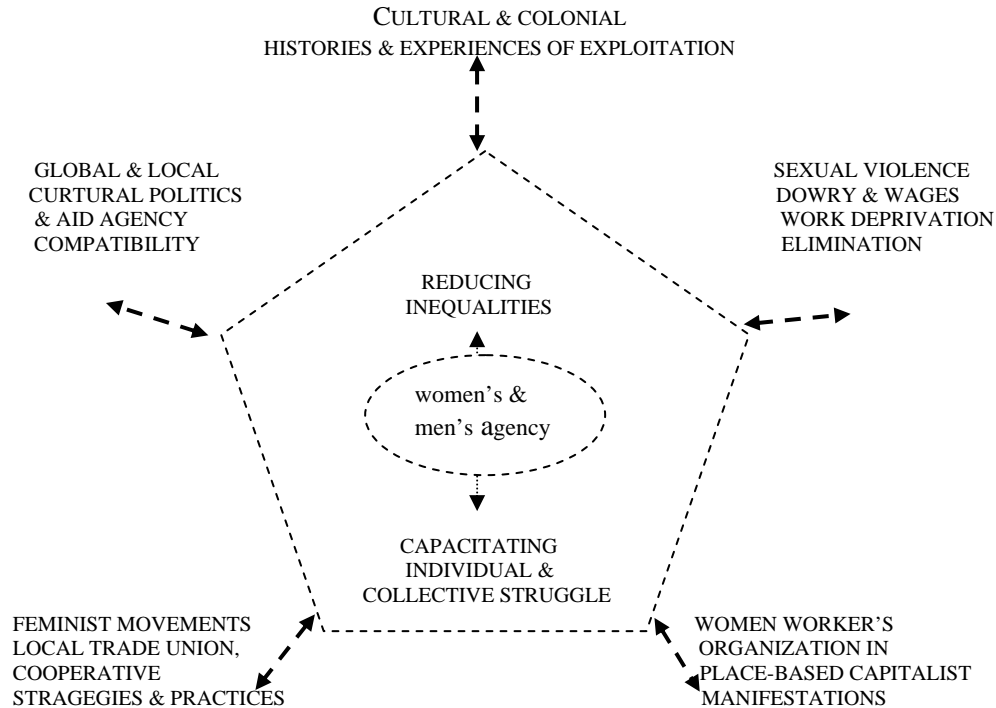 CULTURAL & COLONIAL
HISTORIES & EXPERIENCES OF EXPLOITATION
GLOBAL & LOCAL
CURTURAL POLITICS
& AID AGENCY
COMPATIBILITY
SEXUAL VIOLENCE
DOWRY & WAGES
WORK DEPRIVATION
ELIMINATION
REDUCING
INEQUALITIES
women’s &
men’s agency
CAPACITATING
INDIVIDUAL &
COLLECTIVE STRUGGLE
FEMINIST MOVEMENTS
LOCAL TRADE UNION,
COOPERATIVE
STRAGEGIES & PRACTICES
WOMEN WORKER’S
ORGANIZATION IN
PLACE-BASED CAPITALIST
MANIFESTATIONS